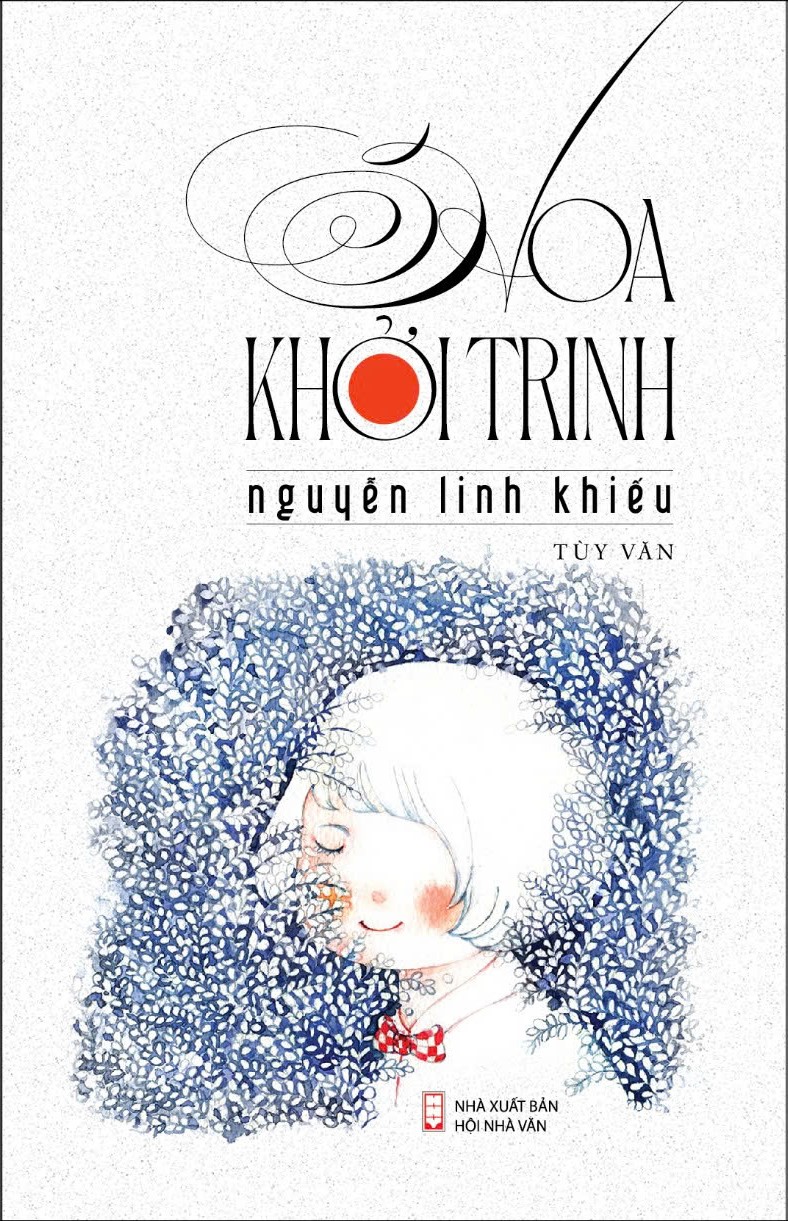 HOA
KHỞI TRINH
nguyễn linh khiếu
TÙY VĂN
NHÀ XUẤT BẢN
HỘI NHÀ VĂN